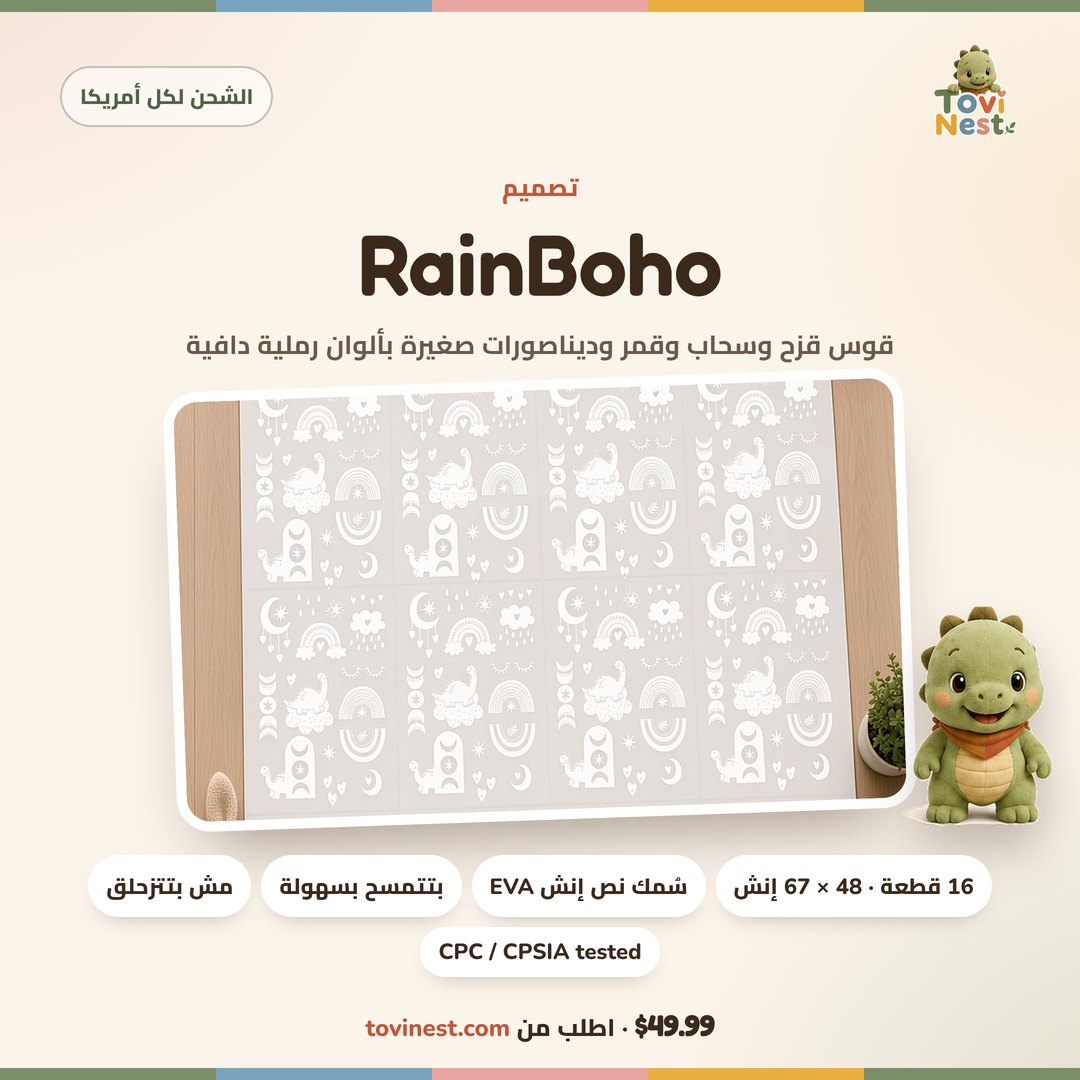 الشحن لكل أمريكا
Tovi
Nest
تصميم
RainBoho
قوس قزح وسحاب وقمر وديناصورات صغيرة بألوان رملية دافية
16 قطعة · 48 × 67 إنش
سُمك نص إنش EVA
بتتمسح بسهولة
مش بتتزحلق
CPC / CPSIA tested
$49.99 · اطلب من tovinest.com